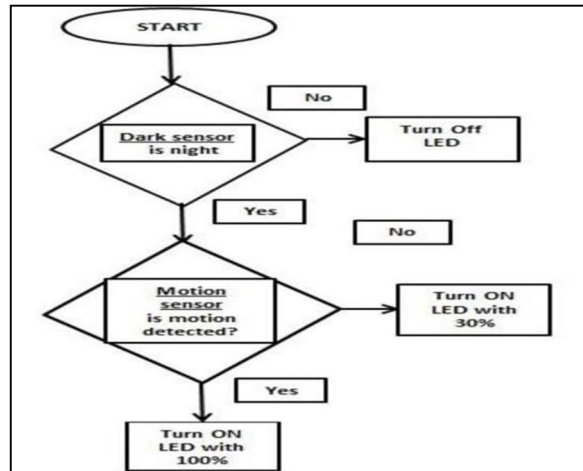 START
No
Dark sensor
is night
Turn Off
LED
Yes
No
Motion
sensor
is motion
detected?
Turn ON
LED with
30%
Yes
Turn ON
LED with
100%